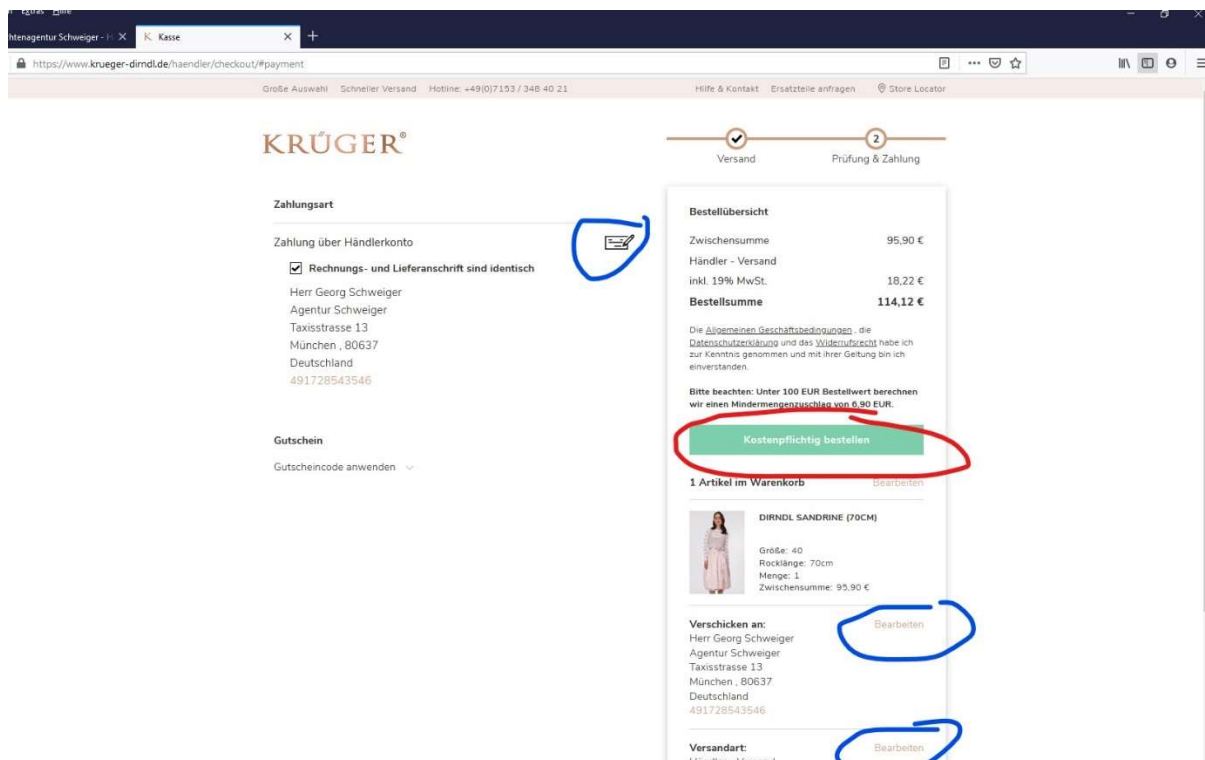 Extras Hilfe
htenagentur Schweiger - H
Kasse
https://www.krueger-dirndl.de/haendler/checkout/#payment
Große Auswahl Schneller Versand Hotline: +49(0)7153 / 348 40 21
Hilfe & Kontakt Ersatzteile anfragen Store Locator
KRÜGER®
2
Versand
Prüfung & Zahlung
Zahlungsart
Zahlung über Händlerkonto
Rechnungs- und Lieferanschrift sind identisch
Herr Georg Schweiger
Agentur Schweiger
Taxisstrasse 13
München , 80637
Deutschland
491728543546
Gutschein
Gutscheincode anwenden
Bestellübersicht
Zwischensumme 95,90 €
Händler - Versand
inkl. 19% MwSt. 18,22 €
Bestellsumme 114,12 €
Die Allgemeinen Geschäftsbedingungen , die
Datenschutzerklärung und das Widerrufsrecht habe ich
zur Kenntnis genommen und mit ihrer Geltung bin ich
einverstanden.
Bitte beachten: Unter 100 EUR Bestellwert berechnen
wir einen Mindermengenzuschlag von 6,90 EUR.
Kostenpflichtig bestellen
1 Artikel im Warenkorb Bearbeiten
DIRNDL SANDRINE (70CM)
Größe: 40
Rocklänge: 70cm
Menge: 1
Zwischensumme: 95,90 €
Verschicken an: Bearbeiten
Herr Georg Schweiger
Agentur Schweiger
Taxisstrasse 13
München , 80637
Deutschland
491728543546
Versandart: Bearbeiten
Händler - Versand